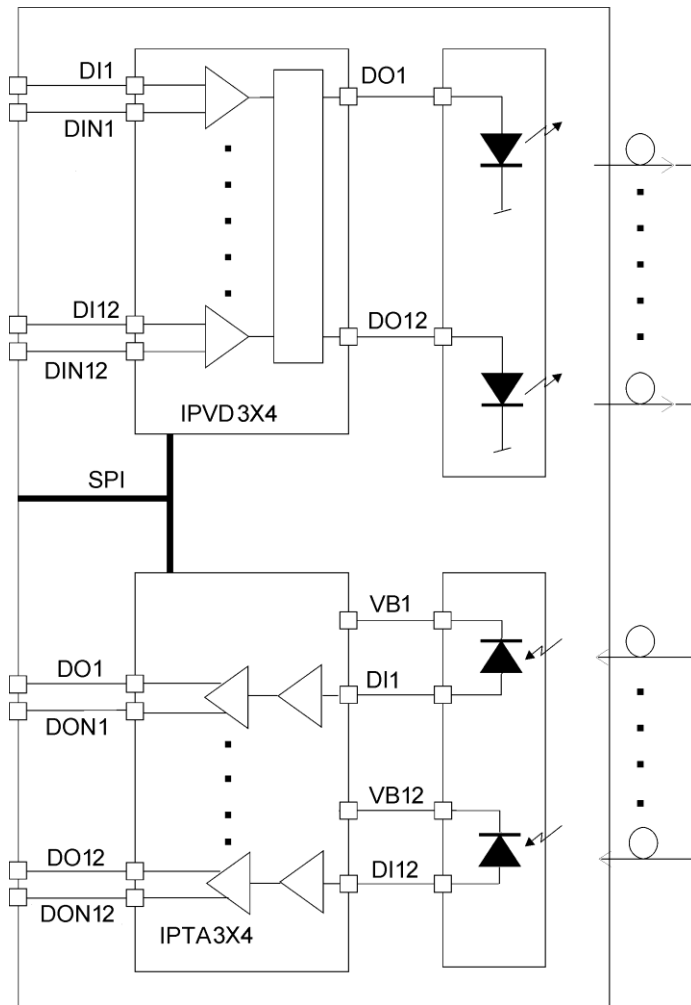 DI1
DO1
DIN1
DI12
DO12
DIN12
IPVD3X4
SPI
VB1
DO1
DI1
DON1
VB12
DO12
DI12
DON12
IPTA3X4